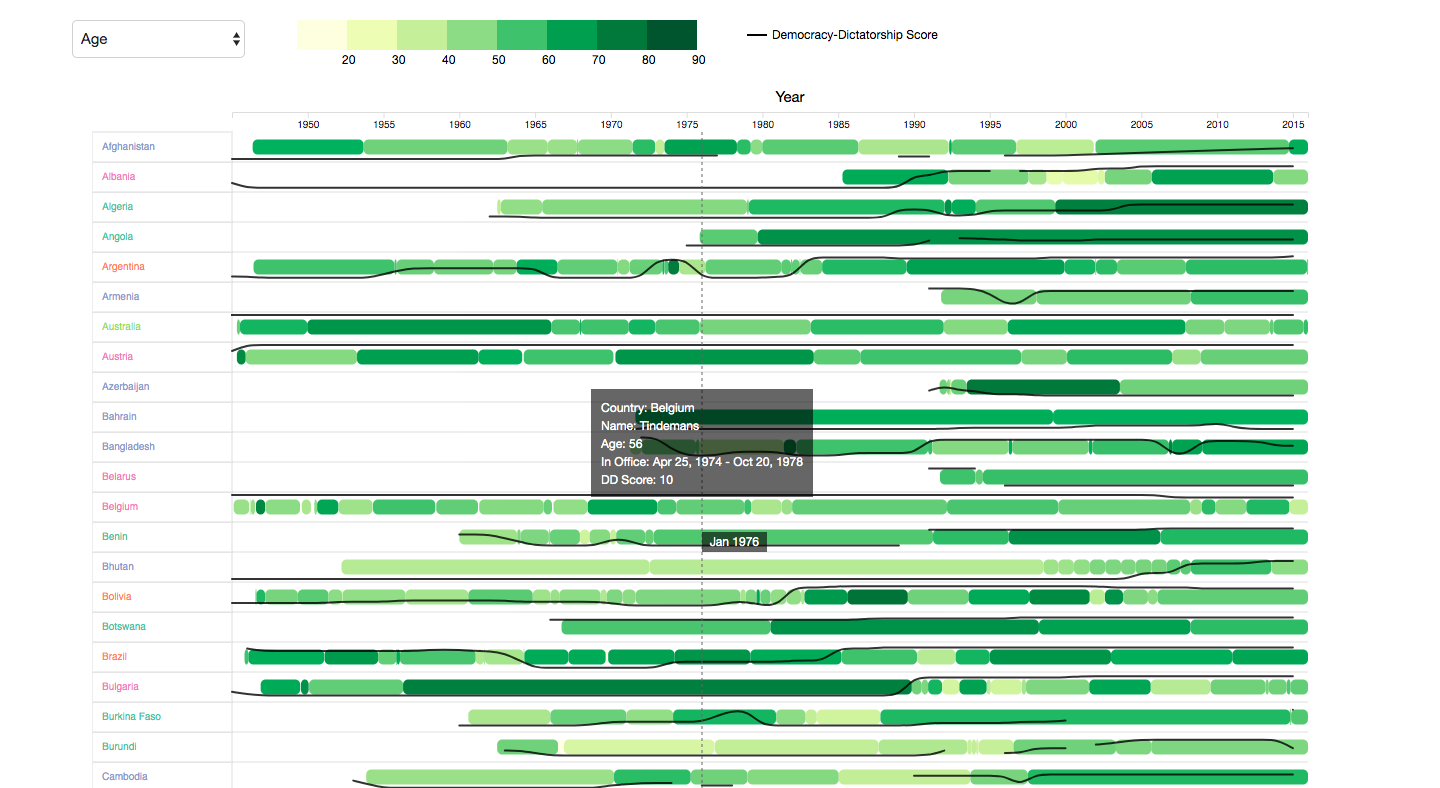 Age
20 30 40 50 60 70 80 90
Democracy-Dictatorship Score
Year
1950 1955 1960 1965 1970 1975 1980 1985 1990 1995 2000 2005 2010 2015
Afghanistan
Albania
Algeria
Angola
Argentina
Armenia
Australia
Austria
Azerbaijan
Bahrain
Bangladesh
Belarus
Belgium
Benin
Bhutan
Bolivia
Botswana
Brazil
Bulgaria
Burkina Faso
Burundi
Cambodia
Country: Belgium
Name: Tindemans
Age: 56
In Office: Apr 25, 1974 - Oct 20, 1978
DD Score: 10
Jan 1976